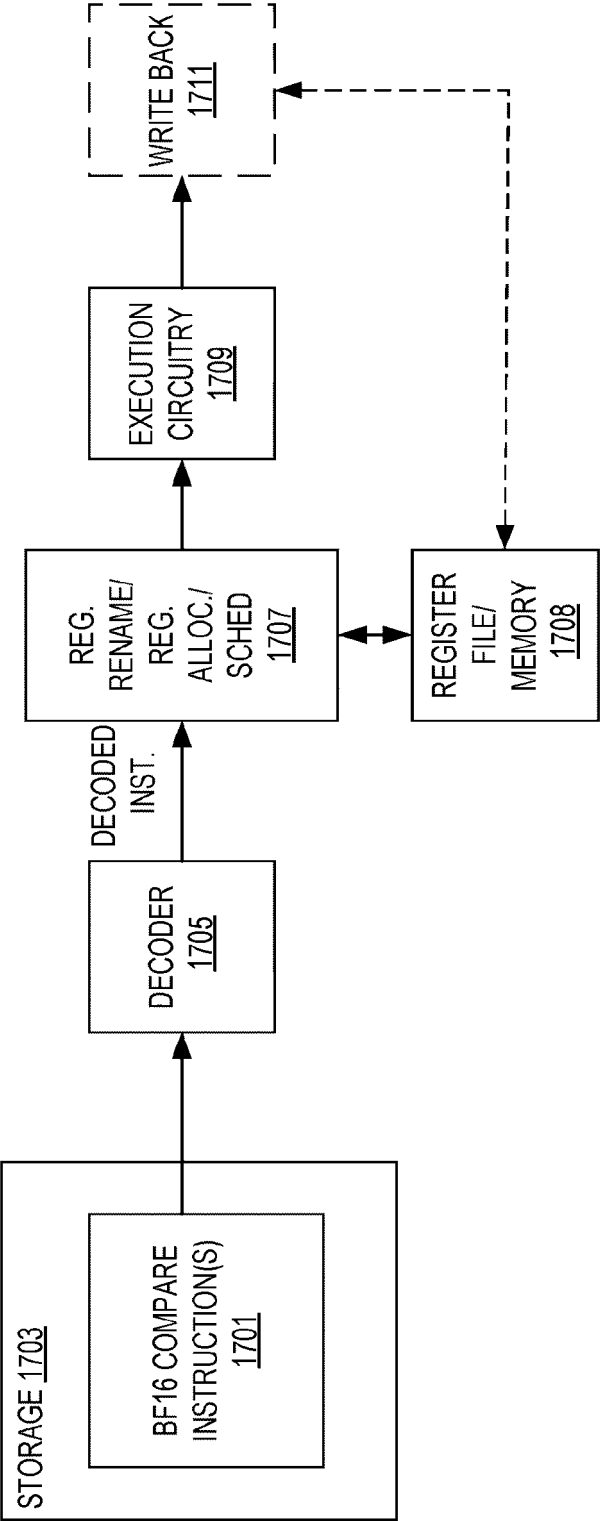 STORAGE 1703
BF16 COMPARE
INSTRUCTION(S)
1701
DECODER
1705
DECODED
INST.
REG.
RENAME/
REG.
ALLOC./
SCHED
1707
REGISTER
FILE/
MEMORY
1708
EXECUTION
CIRCUITRY
1709
WRITE BACK
1711